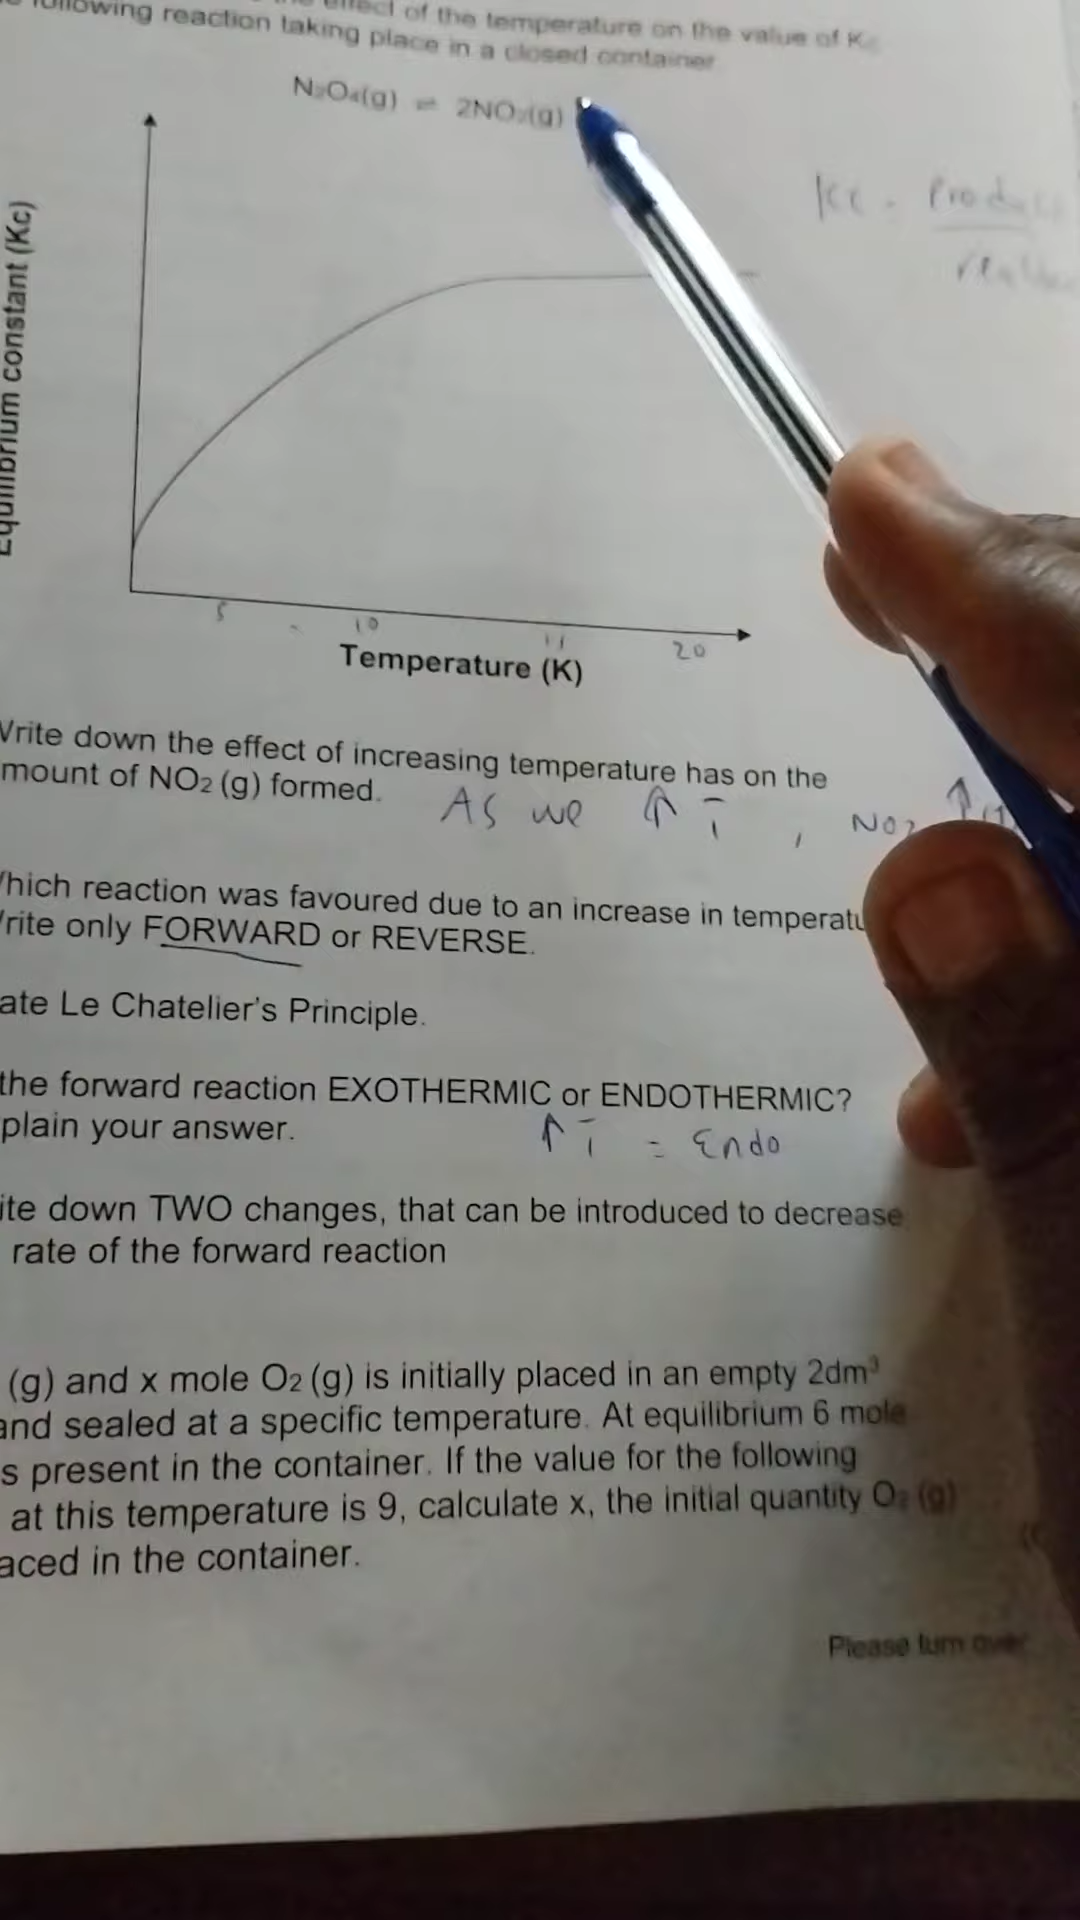 effect of the temperature on the value of Kc
following reaction taking place in a closed container
N₂O₄(g) ⇌ 2NO₂(g)
Kc
Equilibrium constant (Kc)
5 10 20
Temperature (K)
Write down the effect of increasing temperature has on the
mount of NO₂ (g) formed.
As we ↑ T , NO₂ ↑
Which reaction was favoured due to an increase in temperatu
Write only FORWARD or REVERSE.
ate Le Chatelier's Principle.
the forward reaction EXOTHERMIC or ENDOTHERMIC?
plain your answer.
↑ T = Endo
ite down TWO changes, that can be introduced to decrease
rate of the forward reaction
(g) and x mole O₂ (g) is initially placed in an empty 2dm³
and sealed at a specific temperature. At equilibrium 6 mole
s present in the container. If the value for the following
at this temperature is 9, calculate x, the initial quantity O₂ (g)
aced in the container.
Please turn over